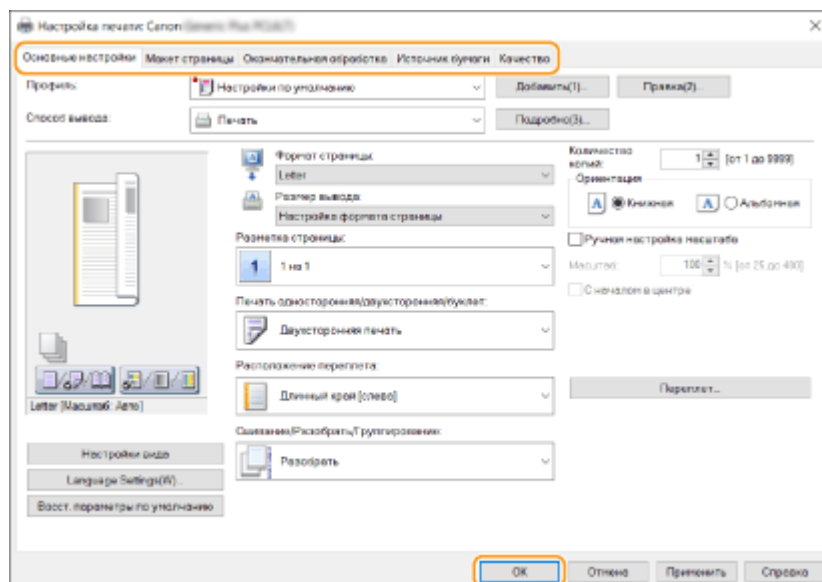 Настройка печати: Canon
Основные настройки Макет страницы Окончательная обработка Источник бумаги Качество
Профиль: Настройки по умолчанию Добавить(1)... Правка(2)...
Способ вывода: Печать Подробно(3)...
Формат страницы:
Letter
Размер вывода:
Настройка формата страницы
Разметка страницы:
1 1 на 1
Печать односторонняя/двухсторонняя/буклет:
Двухсторонняя печать
Расположение переплета:
Длинный край [слево]
Сшивание/Разобрать/Группирование:
Разобрать
Количество копий: 1 [от 1 до 9999]
Ориентация
A Книжная A Альбомная
Ручная настройка масштаба
Масштаб: 100 % [от 25 до 400]
С началом в центре
Переплет...
Letter [Масштаб: Авто]
Настройки вида
Language Settings(W)...
Восст. параметры по умолчанию
OK Отмена Применить Справка